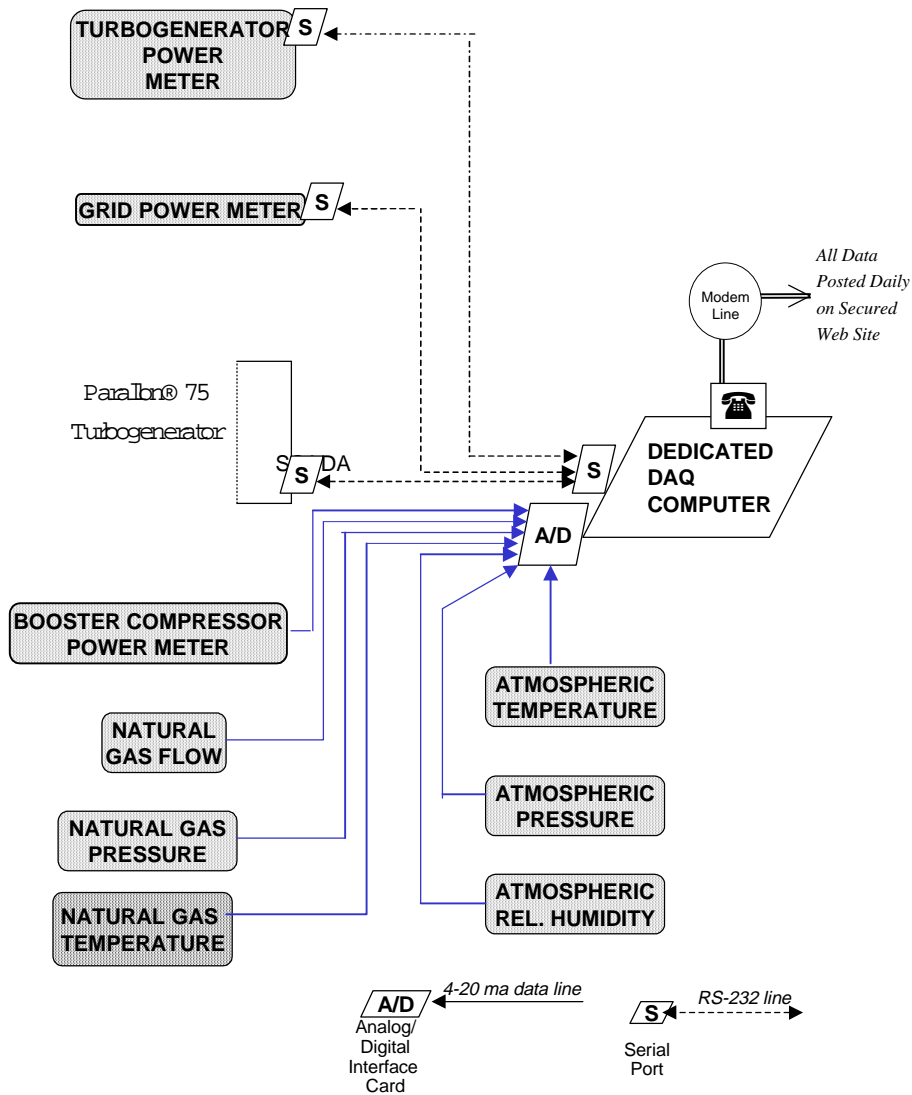 TURBOGENERATOR
POWER
METER
S
GRID POWER METER
S
All Data
Posted Daily
on Secured
Web Site
Modem
Line
Parallon® 75
Turbogenerator
S
☎
DEDICATED
DAQ
COMPUTER
S
A/D
BOOSTER COMPRESSOR
POWER METER
NATURAL
GAS FLOW
NATURAL GAS
PRESSURE
NATURAL GAS
TEMPERATURE
ATMOSPHERIC
TEMPERATURE
ATMOSPHERIC
PRESSURE
ATMOSPHERIC
REL. HUMIDITY
A/D
4-20 ma data line
Analog/
Digital
Interface
Card
S
RS-232 line
Serial
Port